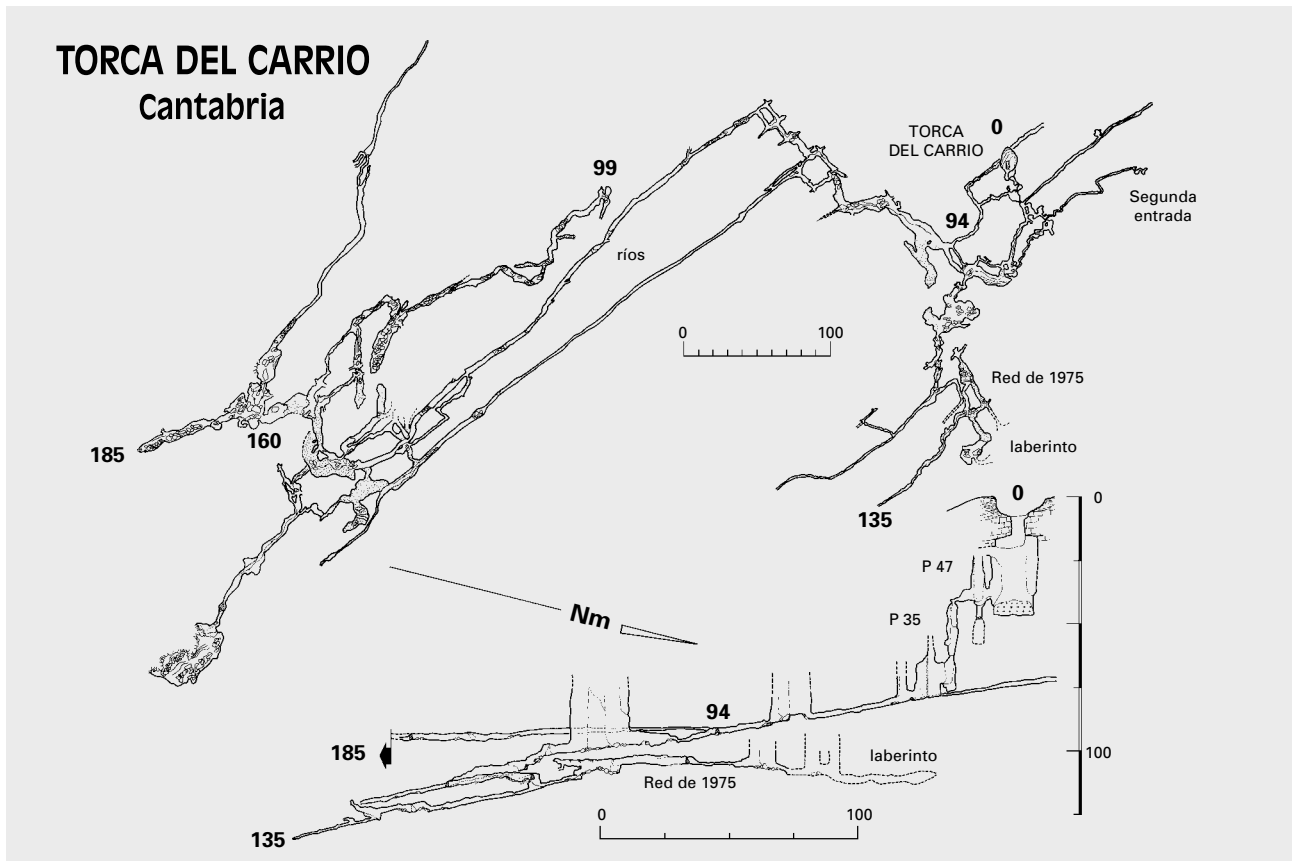 TORCA DEL CARRIO
Cantabria
99
TORCA
DEL CARRIO
0
Segunda
entrada
94
ríos
0 100
Red de 1975
laberinto
185
160
135
0
0
P 47
P 35
Nm
94
185
laberinto
100
Red de 1975
135
0 100